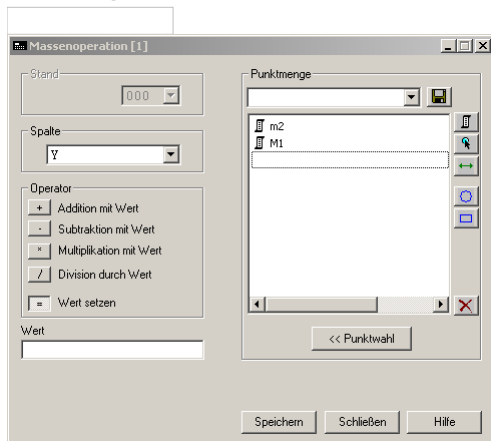 Massenoperation [1]
Stand
000
Spalte
Y
Operator
+ Addition mit Wert
- Subtraktion mit Wert
* Multiplikation mit Wert
/ Division durch Wert
= Wert setzen
Wert
Punktmenge
m2
M1
<< Punktwahl
Speichern Schließen Hilfe